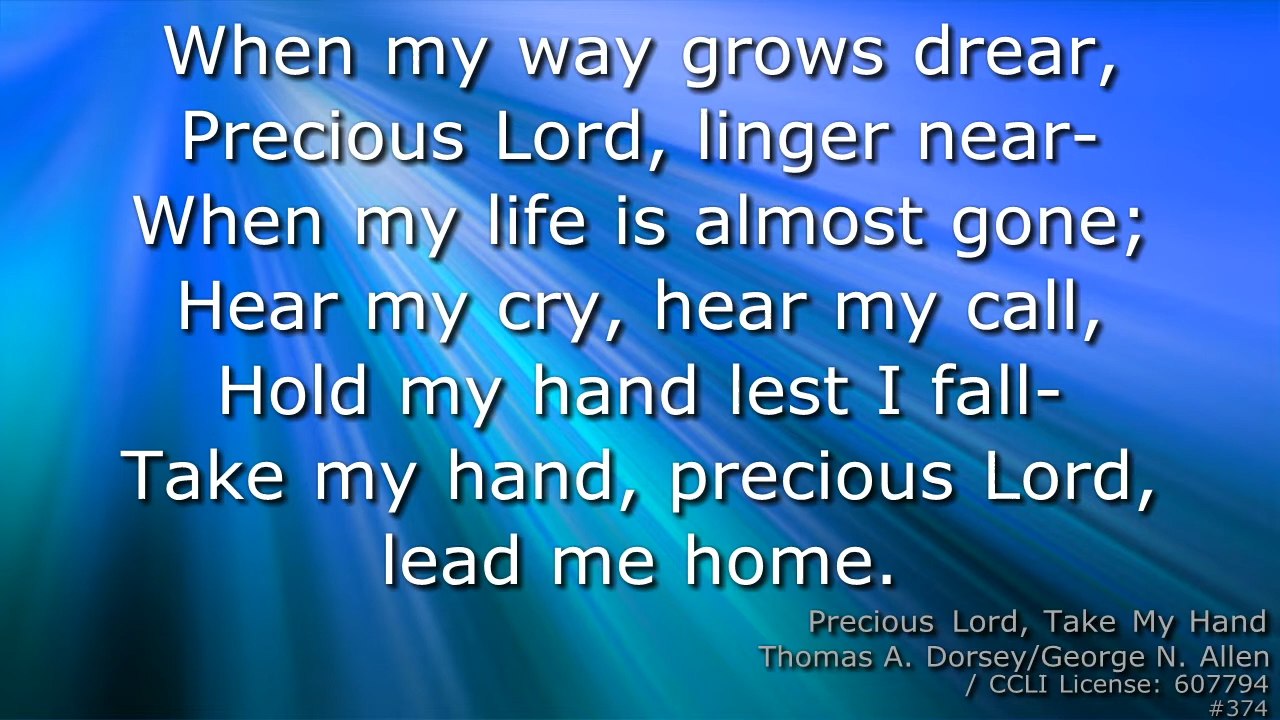 When my way grows drear,
Precious Lord, linger near-
When my life is almost gone;
Hear my cry, hear my call,
Hold my hand lest I fall-
Take my hand, precious Lord,
lead me home.
Precious Lord, Take My Hand
Thomas A. Dorsey/George N. Allen
/ CCLI License: 607794
#374